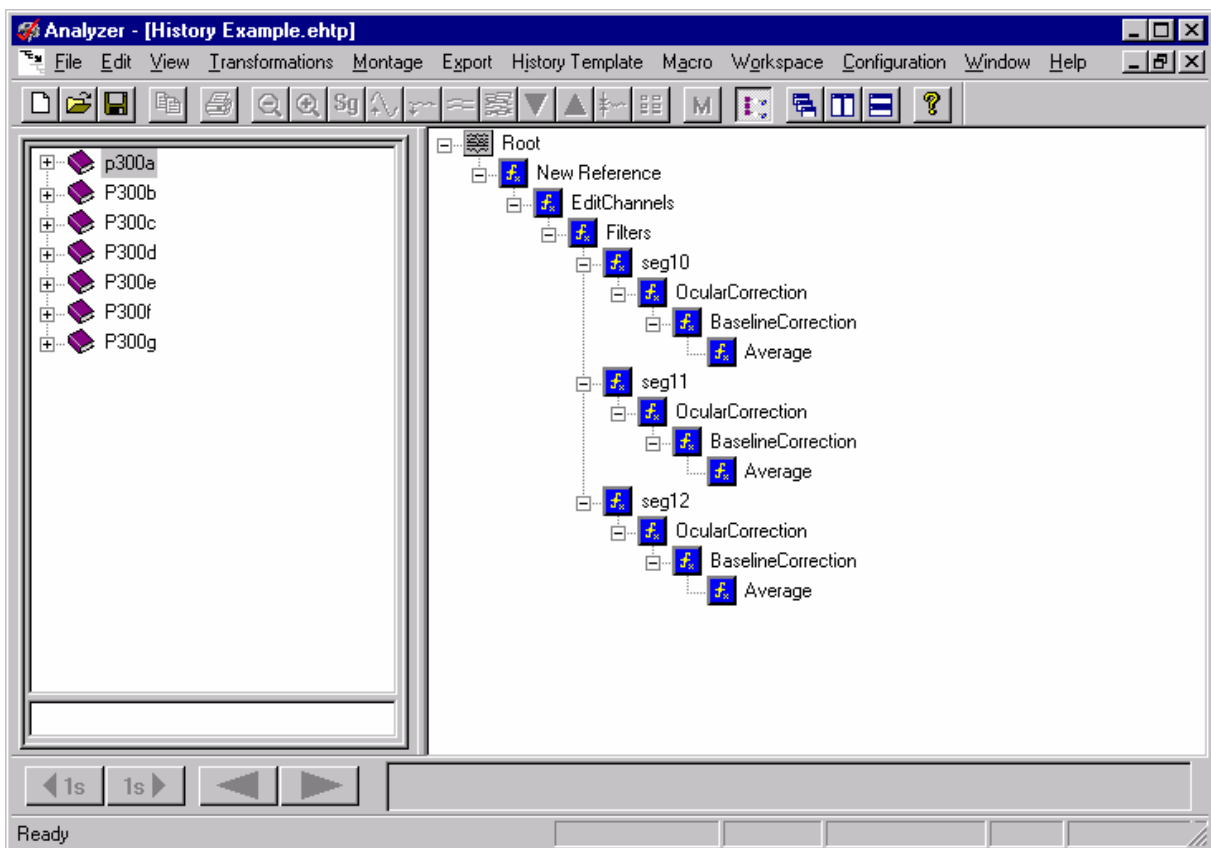 Analyzer - [History Example.ehtp]
File Edit View Transformations Montage Export History Template Macro Workspace Configuration Window Help
Sg M ?
p300a
P300b
P300c
P300d
P300e
P300f
P300g
Root
New Reference
EditChannels
Filters
seg10
OcularCorrection
BaselineCorrection
Average
seg11
OcularCorrection
BaselineCorrection
Average
seg12
OcularCorrection
BaselineCorrection
Average
1s 1s
Ready